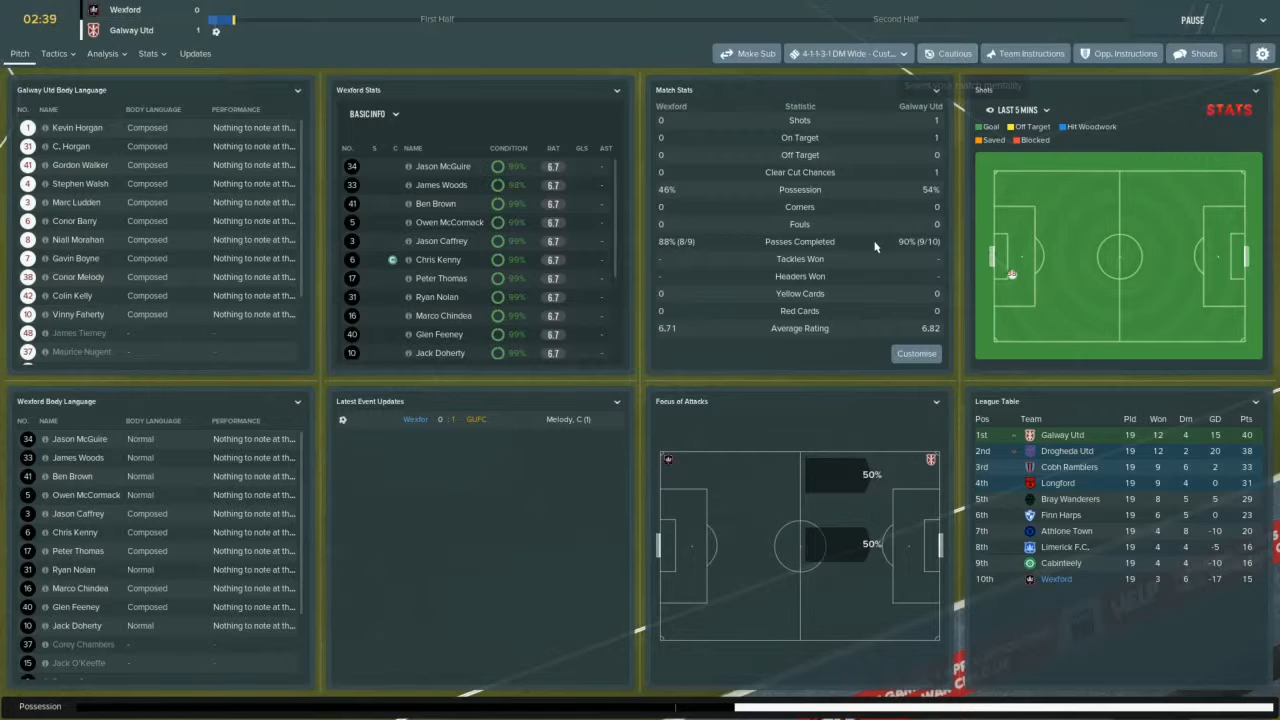 02:39
Wexford 0
Galway Utd 1
First Half
Second Half
PAUSE
Pitch Tactics Analysis Stats Updates
Make Sub
4-1-1-3-1 DM Wide - Cust...
Cautious
Team Instructions
Opp. Instructions
Shouts
Galway Utd Body Language
NO. NAME BODY LANGUAGE PERFORMANCE
1 Kevin Horgan Composed Nothing to note at th...
31 C. Horgan Composed Nothing to note at th...
41 Gordon Walker Composed Nothing to note at th...
4 Stephen Walsh Composed Nothing to note at th...
3 Marc Ludden Composed Nothing to note at th...
6 Conor Barry Composed Nothing to note at th...
8 Niall Morahan Composed Nothing to note at th...
7 Gavin Boyne Composed Nothing to note at th...
38 Conor Melody Composed Nothing to note at th...
42 Colin Kelly Composed Nothing to note at th...
10 Vinny Faherty Composed Nothing to note at th...
48 James Tierney - -
37 Maurice Nugent - -
Wexford Stats
BASIC INFO
NO. S C NAME CONDITION RAT GLS AST
34 Jason McGuire 99% 6.7 -
33 James Woods 98% 6.7 -
41 Ben Brown 99% 6.7 -
5 Owen McCormack 99% 6.7 -
3 Jason Caffrey 99% 6.7 -
6 C Chris Kenny 99% 6.7 -
17 Peter Thomas 99% 6.7 -
31 Ryan Nolan 99% 6.7 -
16 Marco Chindea 99% 6.7 -
40 Glen Feeney 99% 6.7 -
10 Jack Doherty 99% 6.7 -
Match Stats
Wexford Statistic Galway Utd
0 Shots 1
0 On Target 1
0 Off Target 0
0 Clear Cut Chances 1
46% Possession 54%
0 Corners 0
0 Fouls 0
88% (8/9) Passes Completed 90% (9/10)
- Tackles Won -
- Headers Won -
0 Yellow Cards 0
0 Red Cards 0
6.71 Average Rating 6.82
Customise
Shots
LAST 5 MINS
STATS
Goal Off Target Hit Woodwork
Saved Blocked
38
Wexford Body Language
NO. NAME BODY LANGUAGE PERFORMANCE
34 Jason McGuire Normal Nothing to note at th...
33 James Woods Normal Nothing to note at th...
41 Ben Brown Normal Nothing to note at th...
5 Owen McCormack Normal Nothing to note at th...
3 Jason Caffrey Composed Nothing to note at th...
6 Chris Kenny Composed Nothing to note at th...
17 Peter Thomas Composed Nothing to note at th...
31 Ryan Nolan Normal Nothing to note at th...
16 Marco Chindea Composed Nothing to note at th...
40 Glen Feeney Composed Nothing to note at th...
10 Jack Doherty Normal Nothing to note at th...
37 Corey Chambers - -
15 Jack O'Keeffe - -
Latest Event Updates
Wexfor 0 : 1 GUFC Melody, C (1)
Focus of Attacks
50%
50%
League Table
Pos Team Pld Won Drn GD Pts
1st Galway Utd 19 12 4 15 40
2nd Drogheda Utd 19 12 2 20 38
3rd Cobh Ramblers 19 9 6 2 33
4th Longford 19 9 4 0 31
5th Bray Wanderers 19 8 5 5 29
6th Finn Harps 19 6 5 0 23
7th Athlone Town 19 4 8 -10 20
8th Limerick F.C. 19 4 4 -5 16
9th Cabinteely 19 4 4 -10 16
10th Wexford 19 3 6 -17 15
Possession